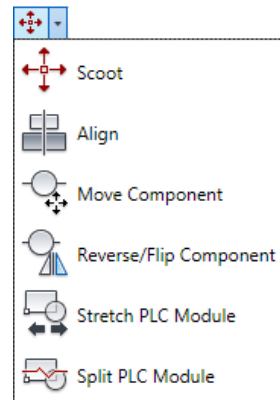 Scoot
Align
Move Component
Reverse/Flip Component
Stretch PLC Module
Split PLC Module